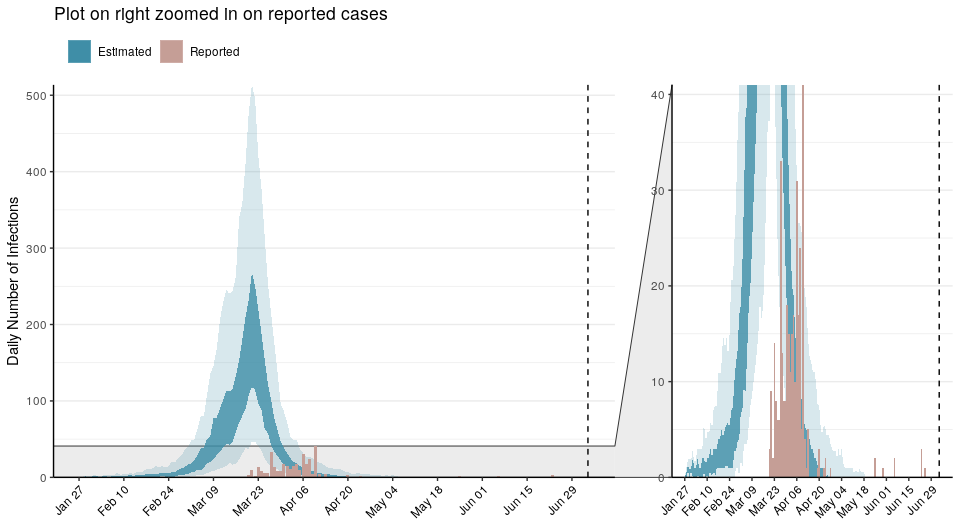 Plot on right zoomed in on reported cases
Estimated Reported
Daily Number of Infections
500
400
300
200
100
0
Jan 27 Feb 10 Feb 24 Mar 09 Mar 23 Apr 06 Apr 20 May 04 May 18 Jun 01 Jun 15 Jun 29
40
30
20
10
0
Jan 27 Feb 10 Feb 24 Mar 09 Mar 23 Apr 06 Apr 20 May 04 May 18 Jun 01 Jun 15 Jun 29